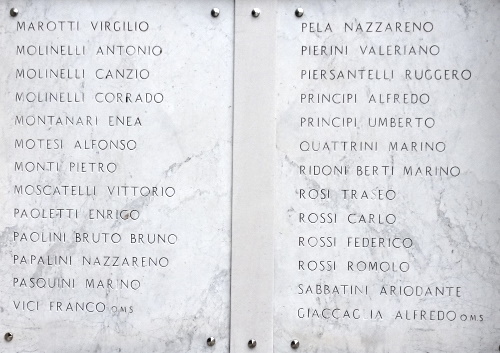 MAROTTI VIRGILIO
MOLINELLI ANTONIO
MOLINELLI CANZIO
MOLINELLI CORRADO
MONTANARI ENEA
MOTESI ALFONSO
MONTI PIETRO
MOSCATELLI VITTORIO
PAOLETTI ENRIGO
PAOLINI BRUTO BRUNO
PAPALINI NAZZARENO
PASQUINI MARINO
VICI FRANCO O.M.S
PELA NAZZARENO
PIERINI VALERIANO
PIERSANTELLI RUGGERO
PRINCIPI ALFREDO
PRINCIPI UMBERTO
QUATTRINI MARINO
RIDONI BERTI MARINO
ROSI TRASEO
ROSSI CARLO
ROSSI FEDERICO
ROSSI ROMOLO
SABBATINI ARIODANTE
GIACCAGLIA ALFREDO O.M.S